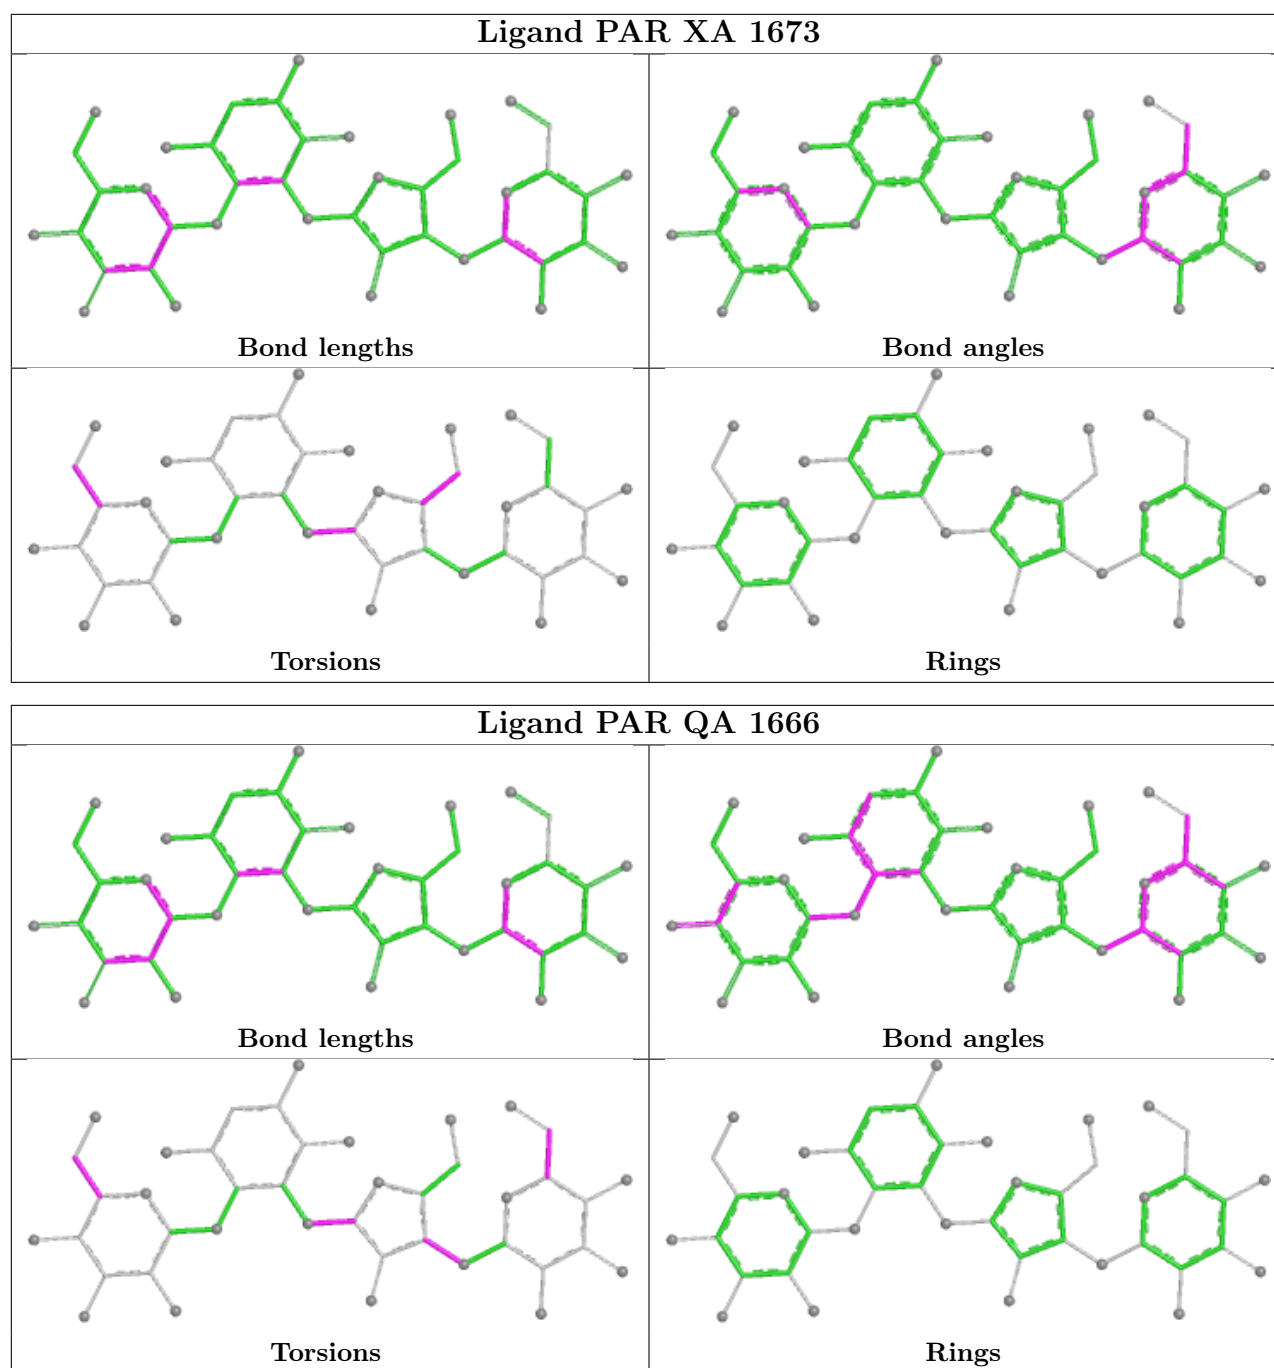 Ligand PAR XA 1673
Bond lengths
Bond angles
Torsions
Rings
Ligand PAR QA 1666
Bond lengths
Bond angles
Torsions
Rings